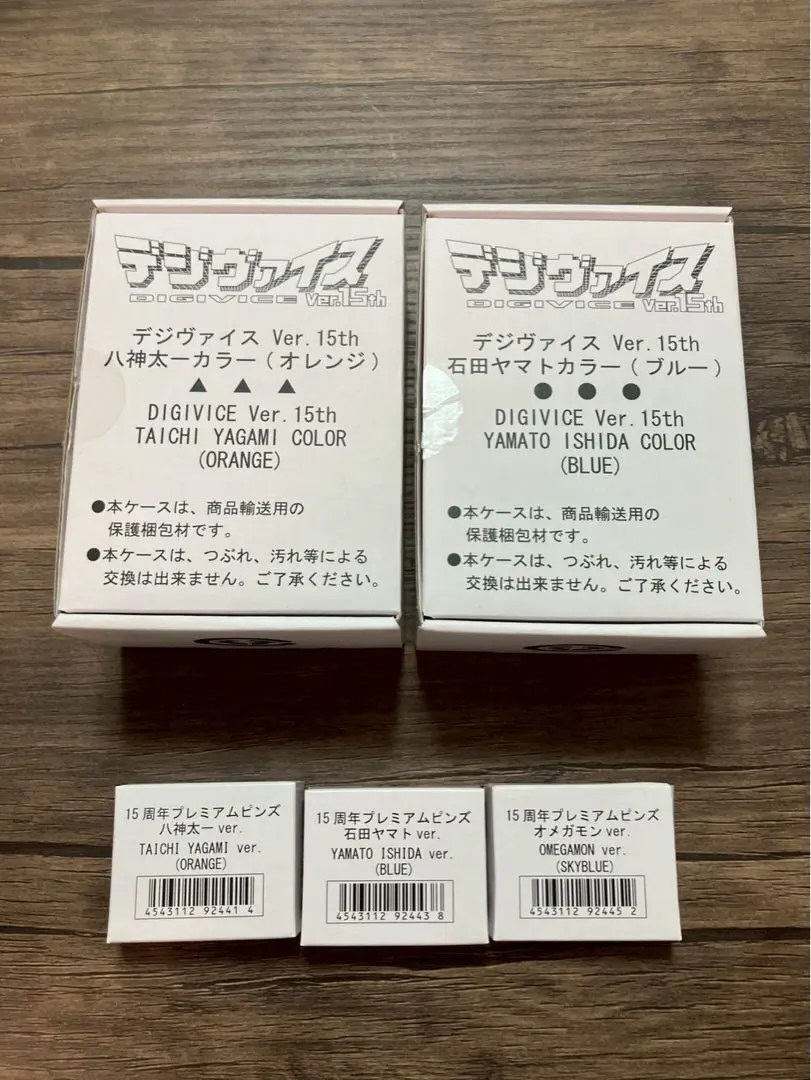 デジヴァイス
DIGIVICE Ver.15th
デジヴァイス Ver.15th
八神太一カラー(オレンジ)
▲ ▲ ▲
DIGIVICE Ver.15th
TAICHI YAGAMI COLOR
(ORANGE)
●本ケースは、商品輸送用の
保護梱包材です。
●本ケースは、つぶれ、汚れ等による
交換は出来ません。ご了承ください。
デジヴァイス
DIGIVICE Ver.15th
デジヴァイス Ver.15th
石田ヤマトカラー(ブルー)
● ● ●
DIGIVICE Ver.15th
YAMATO ISHIDA COLOR
(BLUE)
●本ケースは、商品輸送用の
保護梱包材です。
●本ケースは、つぶれ、汚れ等による
交換は出来ません。ご了承ください。
15周年プレミアムピンズ
八神太一 ver.
TAICHI YAGAMI ver.
(ORANGE)
4543112 92441 4
15周年プレミアムピンズ
石田ヤマト ver.
YAMATO ISHIDA ver.
(BLUE)
4543112 92443 8
15周年プレミアムピンズ
オメガモン ver.
OMEGAMON ver.
(SKYBLUE)
4543112 92445 2